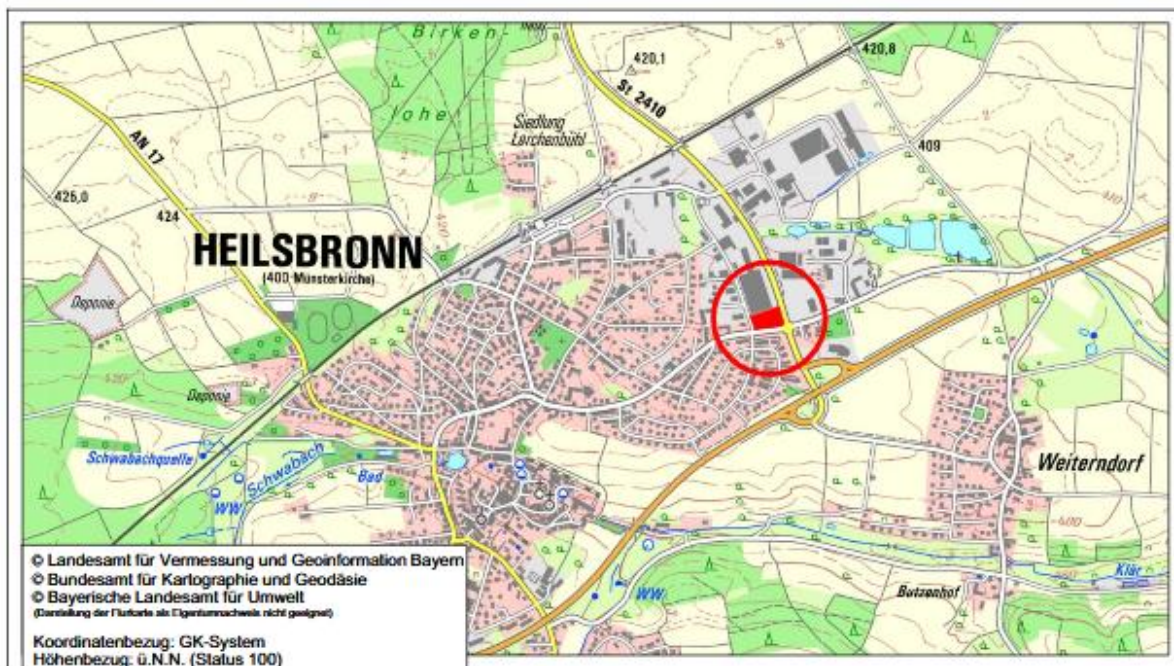 Birken-
lohe
420,1
420,8
St 2410
Siedlung
Lerchenbühl
AN 17
409
425,0
424
HEILSBRONN
(400 Münsterkirche)
Deponie
Deponie
Schwabachquelle
Schwabach
Bad
WW
Weiterndorf
WW
Butzenhof
Klär
© Landesamt für Vermessung und Geoinformation Bayern
© Bundesamt für Kartographie und Geodäsie
© Bayerische Landesamt für Umwelt
(Darstellung der Flurkarte als Eigentumnachweis nicht geeignet)
Koordinatenbezug: GK-System
Höhenbezug: ü.N.N. (Status 100)